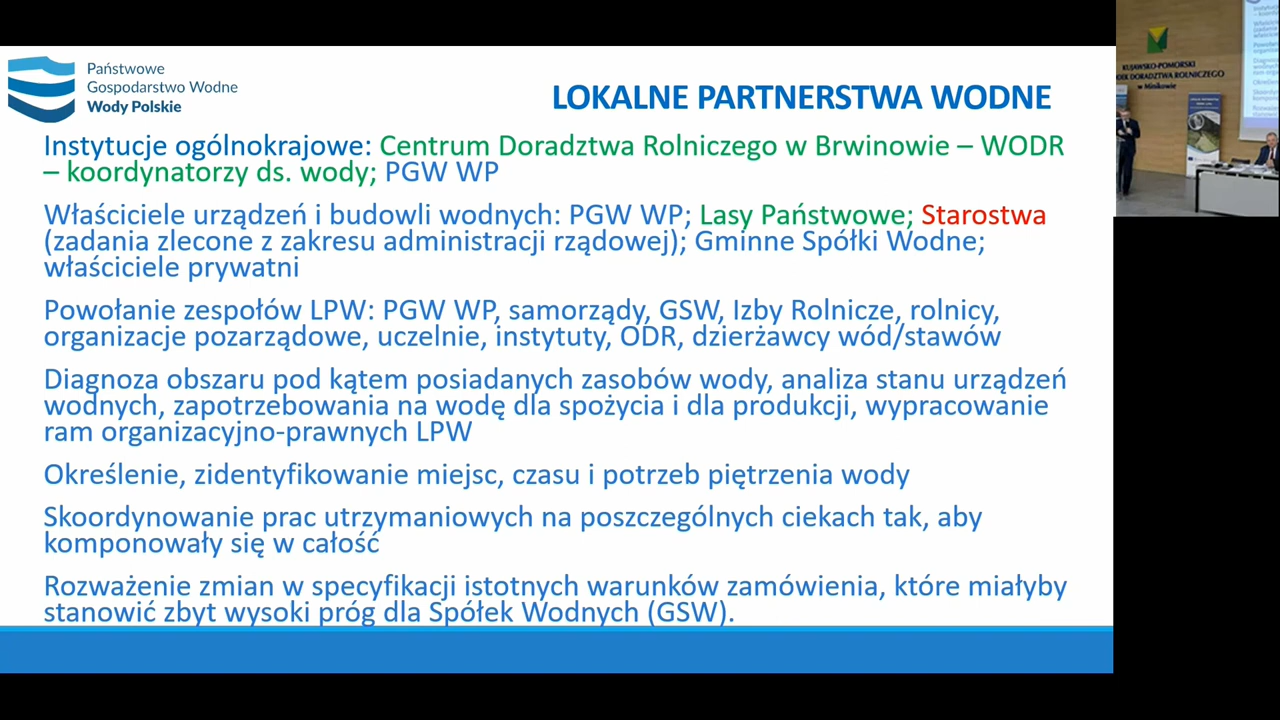 Państwowe
Gospodarstwo Wodne
Wody Polskie
LOKALNE PARTNERSTWA WODNE
Instytucje ogólnokrajowe: Centrum Doradztwa Rolniczego w Brwinowie – WODR
– koordynatorzy ds. wody; PGW WP
Właściciele urządzeń i budowli wodnych: PGW WP; Lasy Państwowe; Starostwa
(zadania zlecone z zakresu administracji rządowej); Gminne Spółki Wodne;
właściciele prywatni
Powołanie zespołów LPW: PGW WP, samorządy, GSW, Izby Rolnicze, rolnicy,
organizacje pozarządowe, uczelnie, instytuty, ODR, dzierżawcy wód/stawów
Diagnoza obszaru pod kątem posiadanych zasobów wody, analiza stanu urządzeń
wodnych, zapotrzebowania na wodę dla spożycia i dla produkcji, wypracowanie
ram organizacyjno-prawnych LPW
Określenie, zidentyfikowanie miejsc, czasu i potrzeb piętrzenia wody
Skoordynowanie prac utrzymaniowych na poszczególnych ciekach tak, aby
komponowały się w całość
Rozważenie zmian w specyfikacji istotnych warunków zamówienia, które miałyby
stanowić zbyt wysoki próg dla Spółek Wodnych (GSW).
KUJAWSKO-POMORSKI
DEK DORADZTWA ROLNICZEGO
w Minikowie